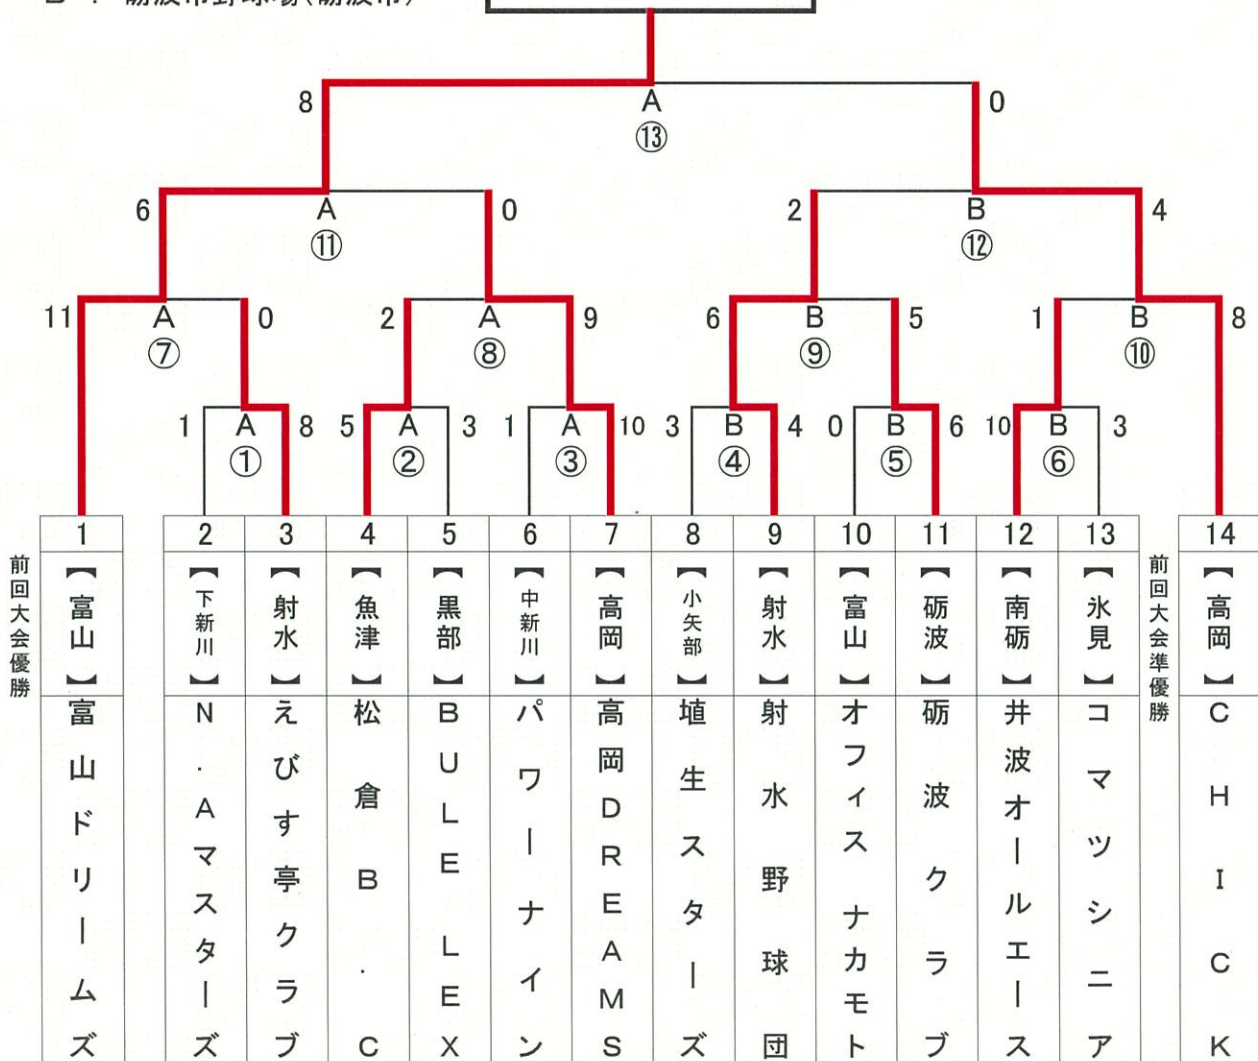 8 A 0
⑬
6 A 0 2 B 4
⑪ ⑫
11 A 0 2 A 9 6 B 5 1 B 8
⑦ ⑧ ⑨ ⑩
1 A 8 5 A 3 1 A 10 3 B 4 0 B 6 10 B 3
① ② ③ ④ ⑤ ⑥
前回大会優勝
1 【富山】 富山ドリームズ
2 【下新川】 N.Aマスターズ
3 【射水】 えびす亭クラブ
4 【魚津】 松倉B.C
5 【黒部】 BULE LEX
6 【中新川】 パワーナイン
7 【高岡】 高岡DREAMS
8 【小矢部】 埴生スターズ
9 【射水】 射水野球団
10 【富山】 オフィスナカモト
11 【砺波】 砺波クラブ
12 【南砺】 井波オールエース
13 【氷見】 コマツシニア
前回大会準優勝
14 【高岡】 CHICK